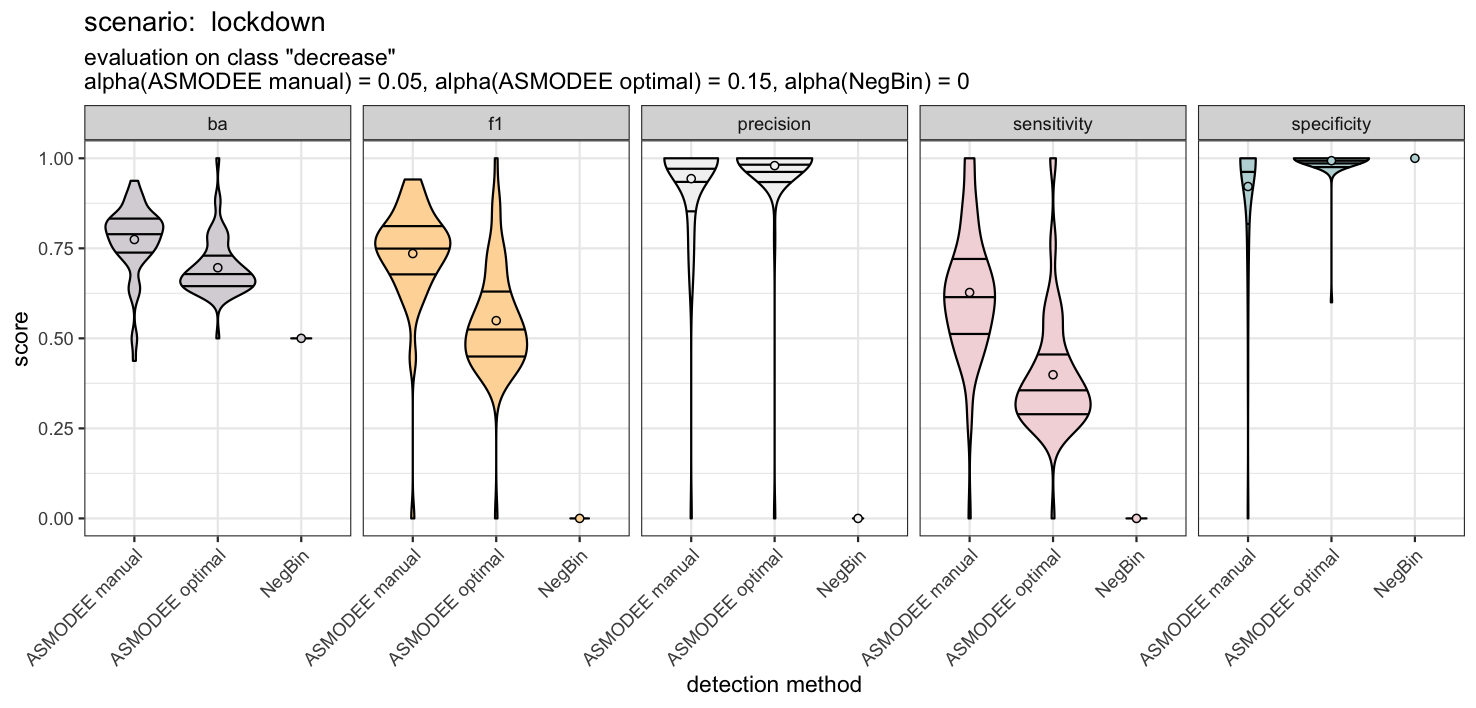 scenario:  lockdown
evaluation on class "decrease"
alpha(ASMODEE manual) = 0.05, alpha(ASMODEE optimal) = 0.15, alpha(NegBin) = 0
ba f1 precision sensitivity specificity
score
1.00
0.75
0.50
0.25
0.00
ASMODEE manual ASMODEE optimal NegBin ASMODEE manual ASMODEE optimal NegBin ASMODEE manual ASMODEE optimal NegBin ASMODEE manual ASMODEE optimal NegBin ASMODEE manual ASMODEE optimal NegBin
detection method